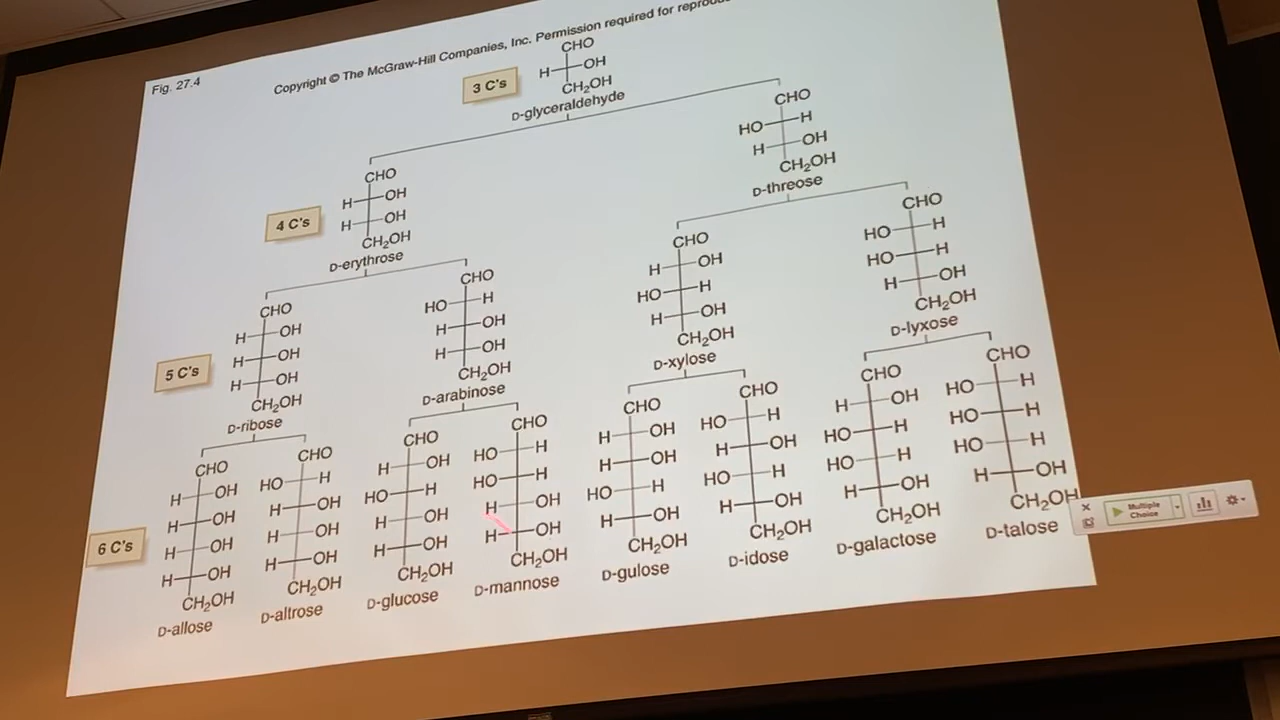 Fig. 27.4
Copyright © The McGraw-Hill Companies, Inc. Permission required for
3 C's
CHO
H OH
CH₂OH
D-glyceraldehyde
4 C's
CHO
H OH
H OH
CH₂OH
D-erythrose
CHO
HO H
H OH
CH₂OH
D-threose
5 C's
CHO
H OH
H OH
H OH
CH₂OH
D-ribose
CHO
HO H
H OH
H OH
CH₂OH
D-arabinose
CHO
H OH
HO H
H OH
CH₂OH
D-xylose
CHO
HO H
HO H
H OH
CH₂OH
D-lyxose
6 C's
CHO
H OH
H OH
H OH
H OH
CH₂OH
D-allose
CHO
HO H
H OH
H OH
H OH
CH₂OH
D-altrose
CHO
H OH
HO H
H OH
H OH
CH₂OH
D-glucose
CHO
HO H
HO H
H OH
H OH
CH₂OH
D-mannose
CHO
H OH
H OH
HO H
H OH
CH₂OH
D-gulose
CHO
HO H
H OH
HO H
H OH
CH₂OH
D-idose
CHO
H OH
HO H
HO H
H OH
CH₂OH
D-galactose
CHO
HO H
HO H
HO H
H OH
CH₂OH
D-talose
Multiple
Choice